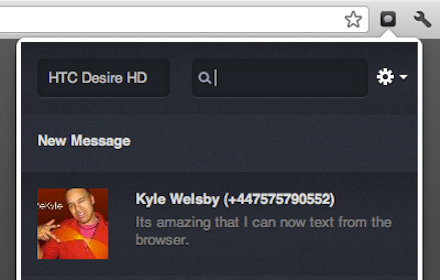 HTC Desire HD
New Message
Kyle Welsby (+447575790552)
Its amazing that I can now text from the
browser.